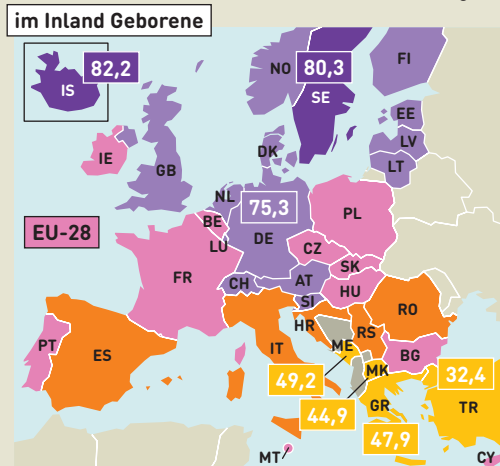 im Inland Geborene
IS
82,2
NO
80,3
SE
FI
EE
LV
LT
IE
GB
DK
NL
75,3
DE
BE
LU
EU-28
PL
CZ
SK
FR
CH
AT
HU
SI
HR
RO
RS
PT
ES
IT
ME
BG
MK
49,2
44,9
32,4
TR
GR
47,9
MT
CY